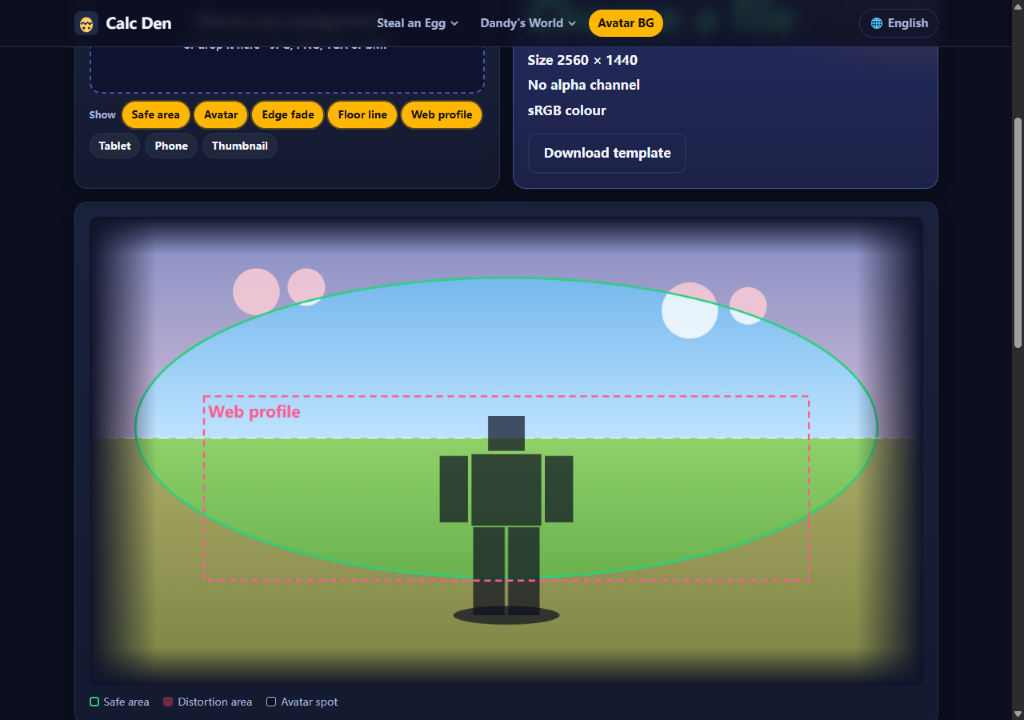 Calc Den
Steal an Egg
Dandy's World
Avatar BG
English
Size 2560 × 1440
No alpha channel
sRGB colour
Download template
Show
Safe area
Avatar
Edge fade
Floor line
Web profile
Tablet
Phone
Thumbnail
Web profile
Safe area
Distortion area
Avatar spot